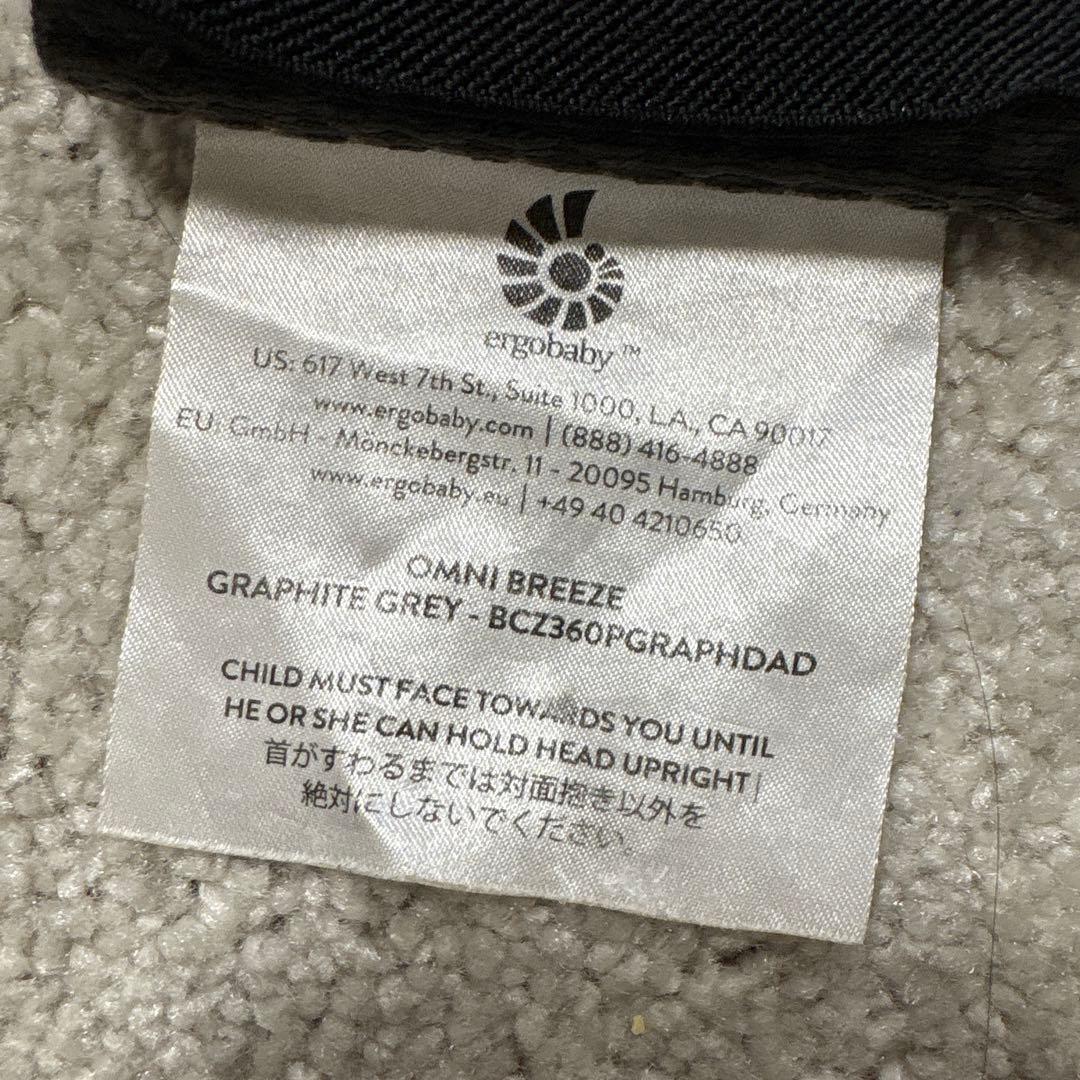 ergobaby™
US: 617 West 7th St., Suite 1000, L.A., CA 90017
www.ergobaby.com | (888) 416-4888
EU: GmbH - Mönckebergstr. 11 - 20095 Hamburg, Germany
www.ergobaby.eu | +49 40 4210650
OMNI BREEZE
GRAPHITE GREY - BCZ360PGRAPHDAD
CHILD MUST FACE TOWARDS YOU UNTIL
HE OR SHE CAN HOLD HEAD UPRIGHT |
首がすわるまでは対面抱き以外を
絶対にしないでください。